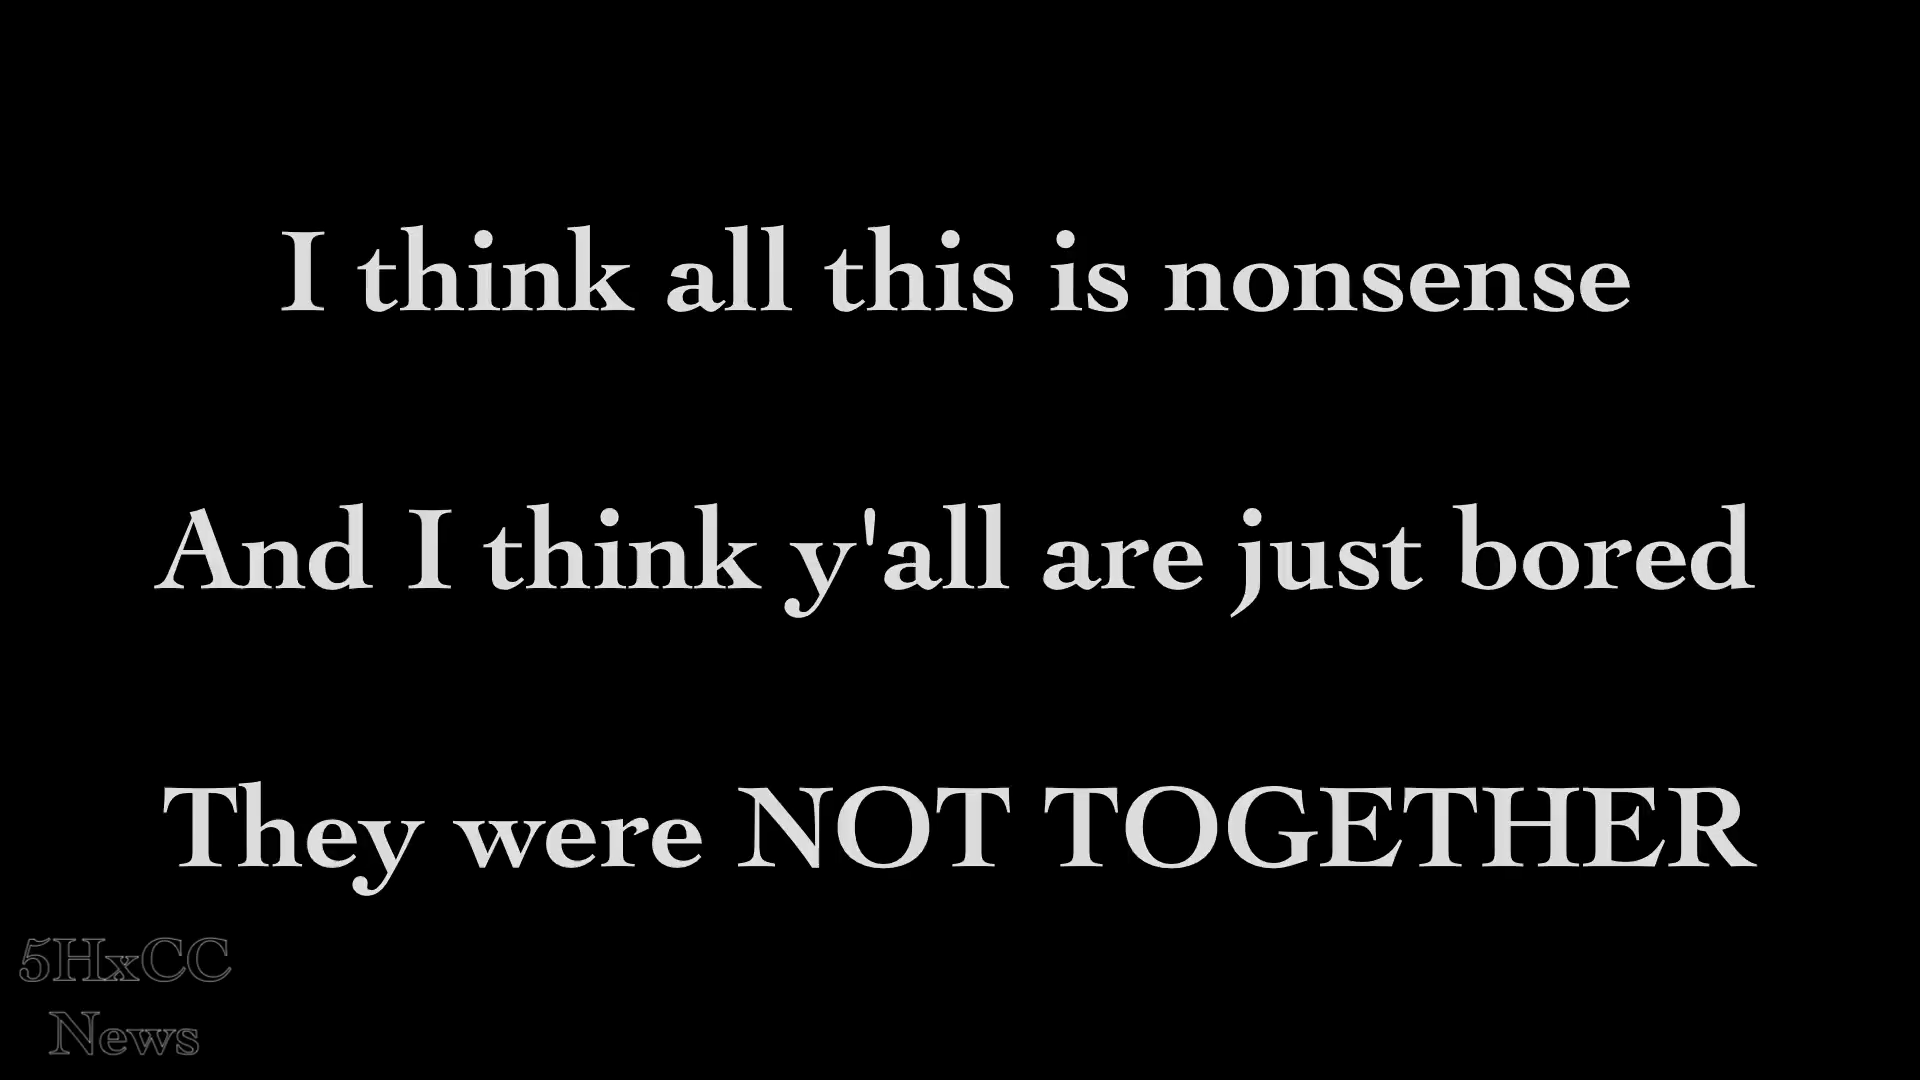 I think all this is nonsense
And I think y'all are just bored
They were NOT TOGETHER
5HxCC
News